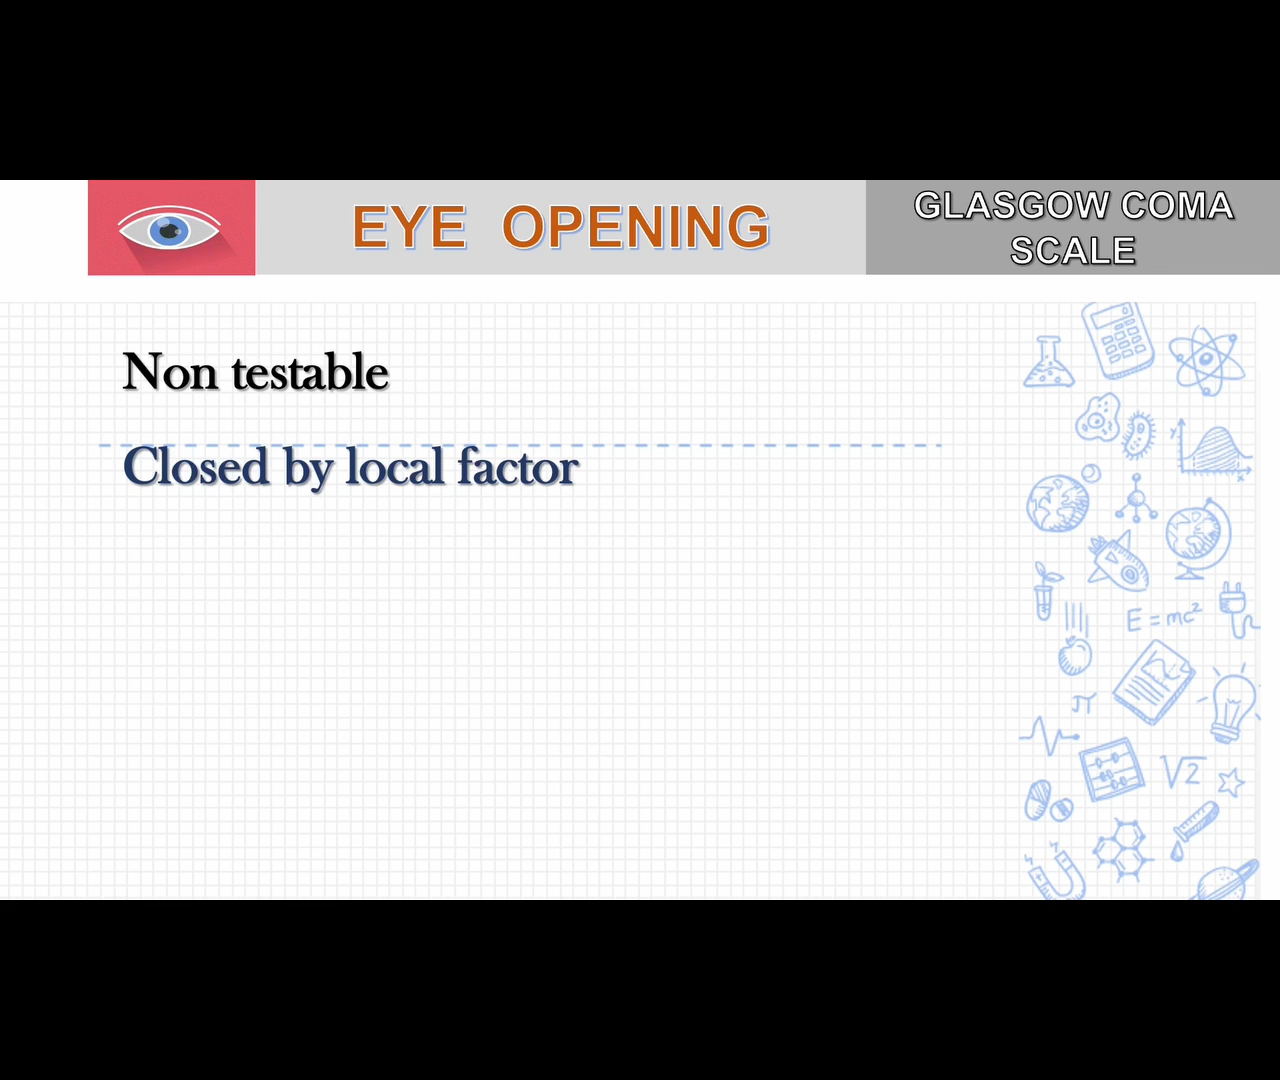 EYE OPENING
GLASGOW COMA
SCALE
Non testable
Closed by local factor
y
x
E = mc²
π
√2